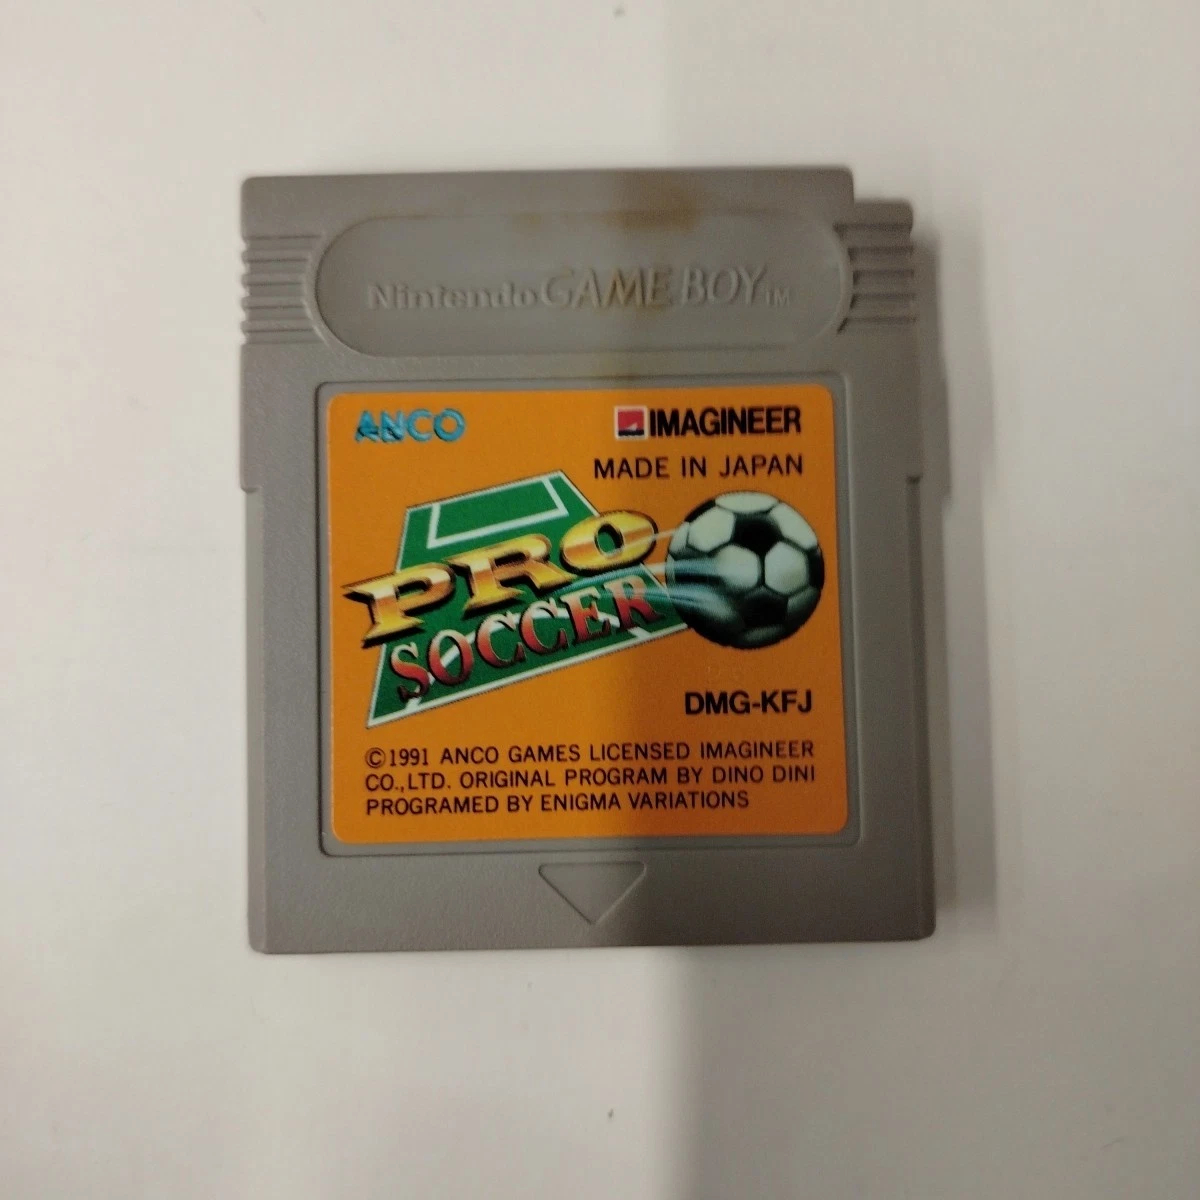 Nintendo GAME BOY TM
ANCO
IMAGINEER
MADE IN JAPAN
PRO
SOCCER
DMG-KFJ
©1991 ANCO GAMES LICENSED IMAGINEER
CO.,LTD. ORIGINAL PROGRAM BY DINO DINI
PROGRAMED BY ENIGMA VARIATIONS